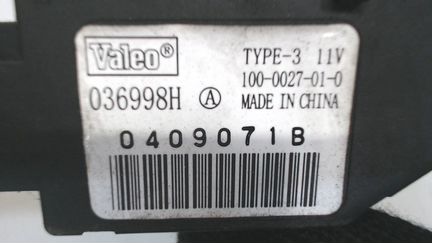 Valeo® TYPE-3 11V
100-0027-01-0
036998H Ⓐ MADE IN CHINA
0409071B